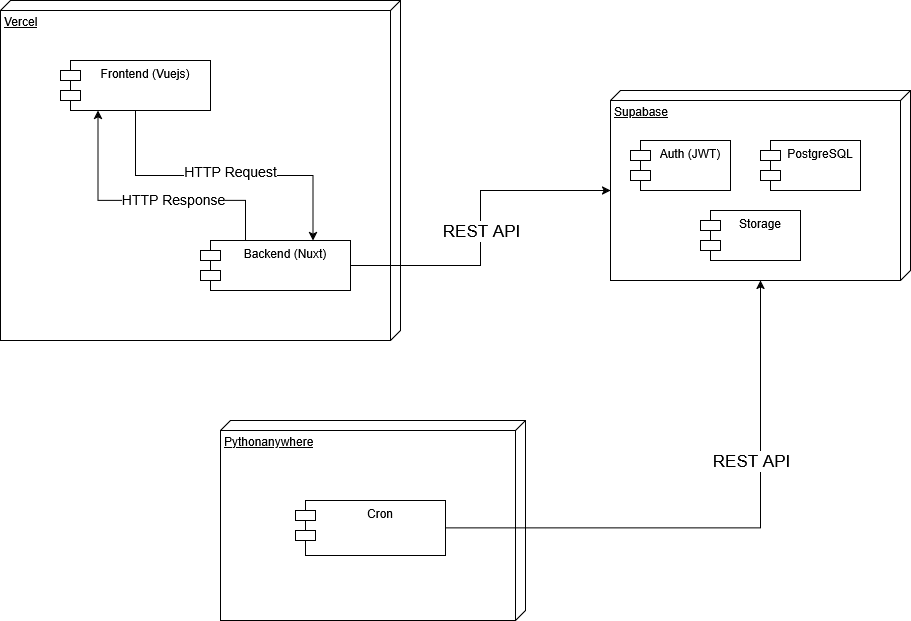 Vercel
Frontend (Vuejs)
HTTP Request
HTTP Response
Backend (Nuxt)
REST API
Supabase
Auth (JWT)
PostgreSQL
Storage
REST API
Pythonanywhere
Cron